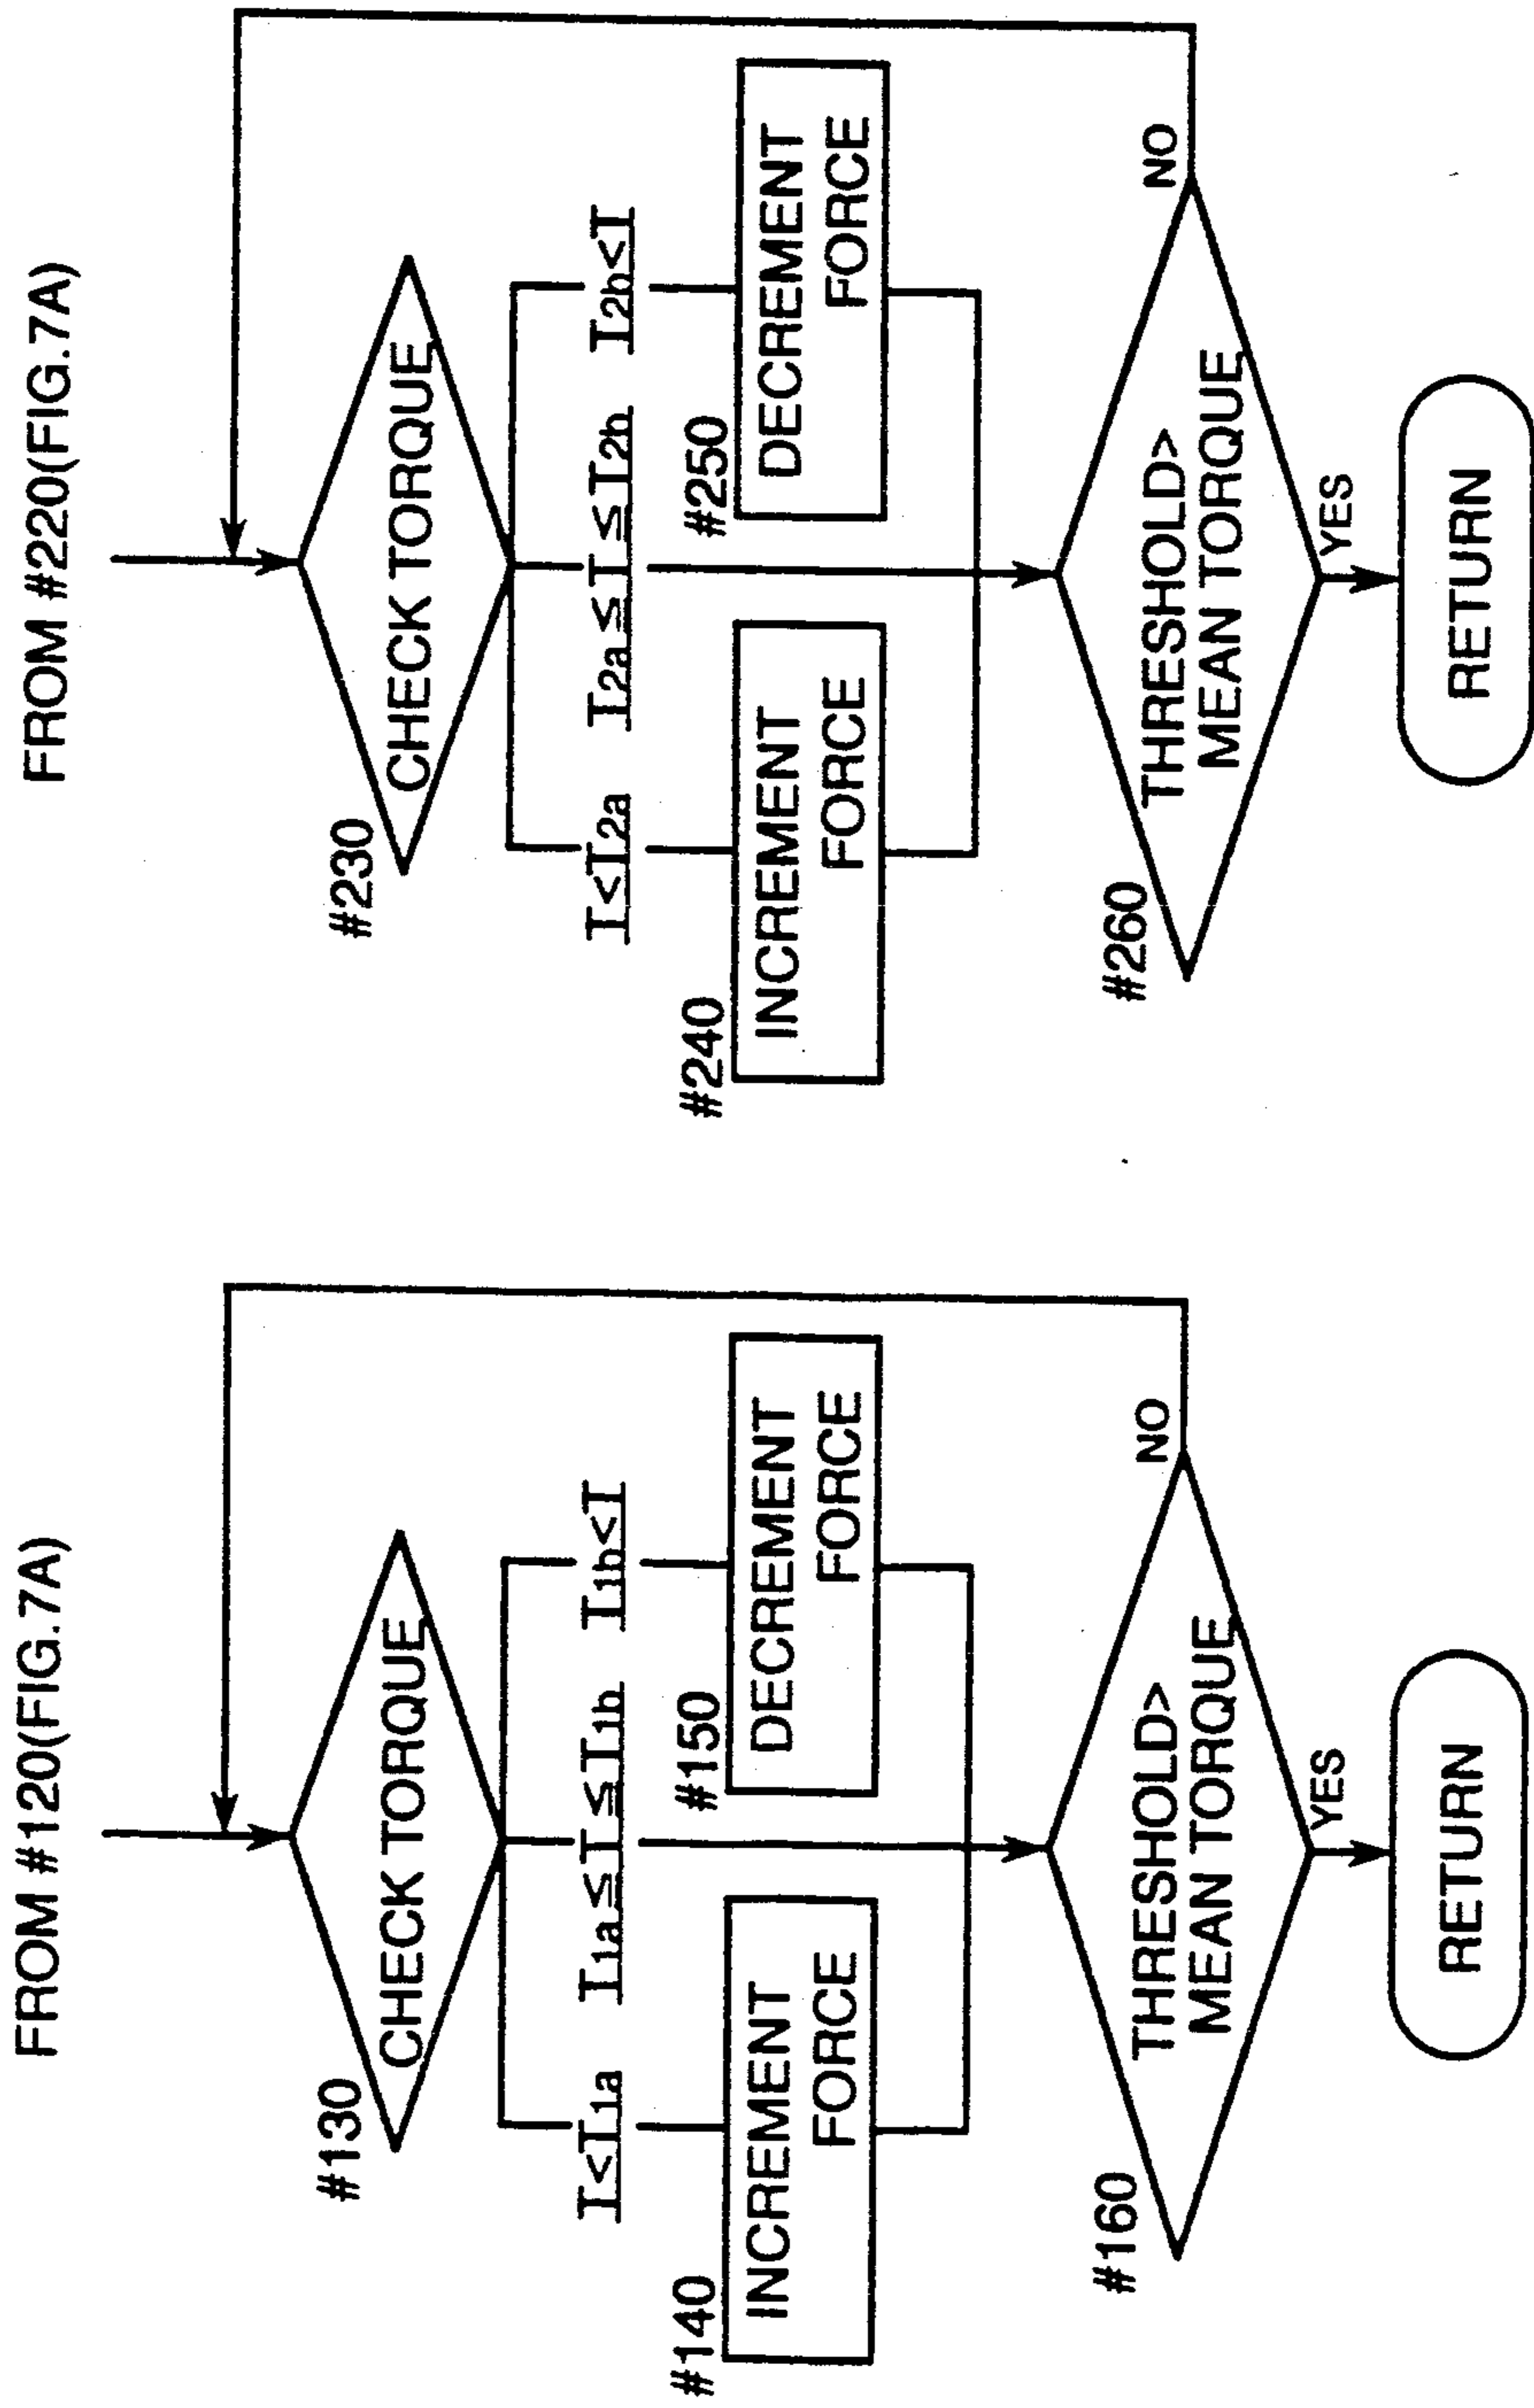 FROM #120(FIG.7A)
#130
CHECK TORQUE
I<I1a
I1a≤I≤I1b
I1b<I
#140
INCREMENT
FORCE
#150
DECREMENT
FORCE
#160
THRESHOLD>
MEAN TORQUE
NO
YES
RETURN
FROM #220(FIG.7A)
#230
CHECK TORQUE
I<I2a
I2a≤I≤I2b
I2b<I
#240
INCREMENT
FORCE
#250
DECREMENT
FORCE
#260
THRESHOLD>
MEAN TORQUE
NO
YES
RETURN